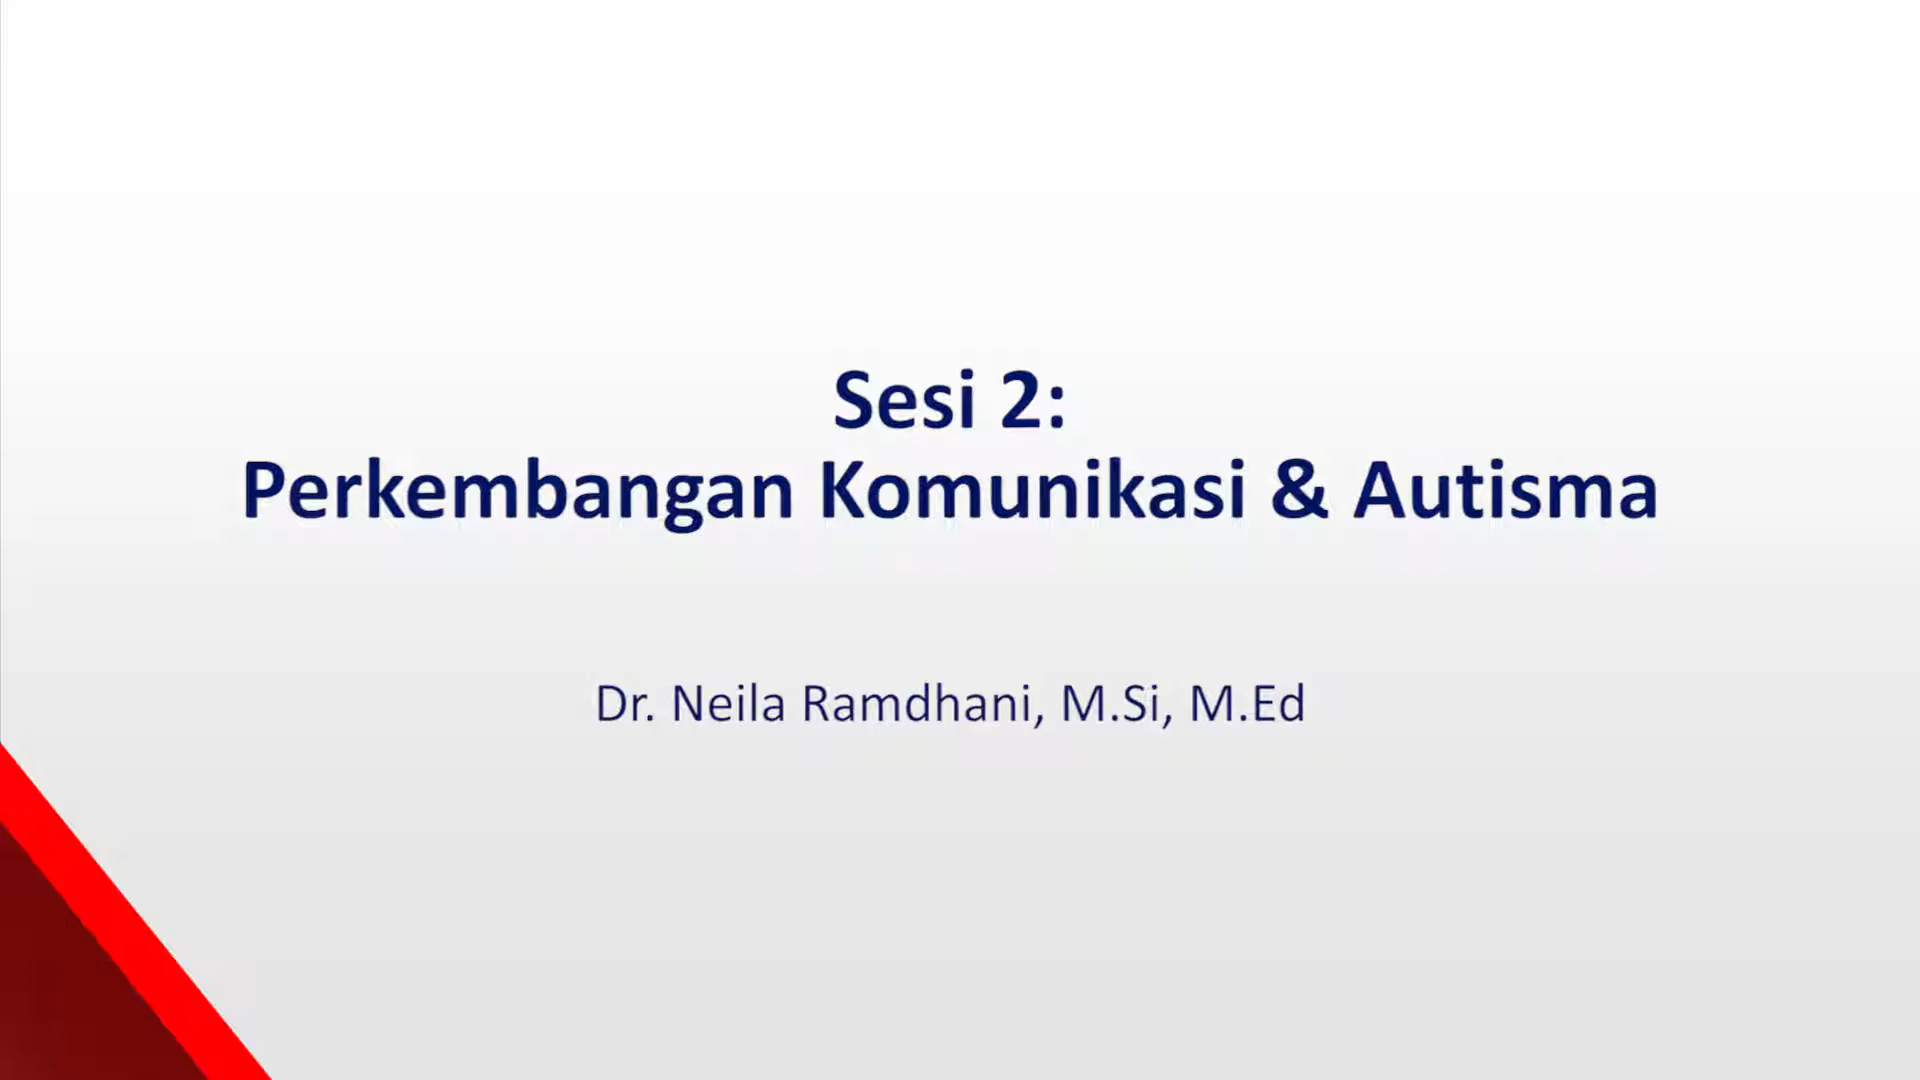 Sesi 2:
Perkembangan Komunikasi & Autisma
Dr. Neila Ramdhani, M.Si, M.Ed